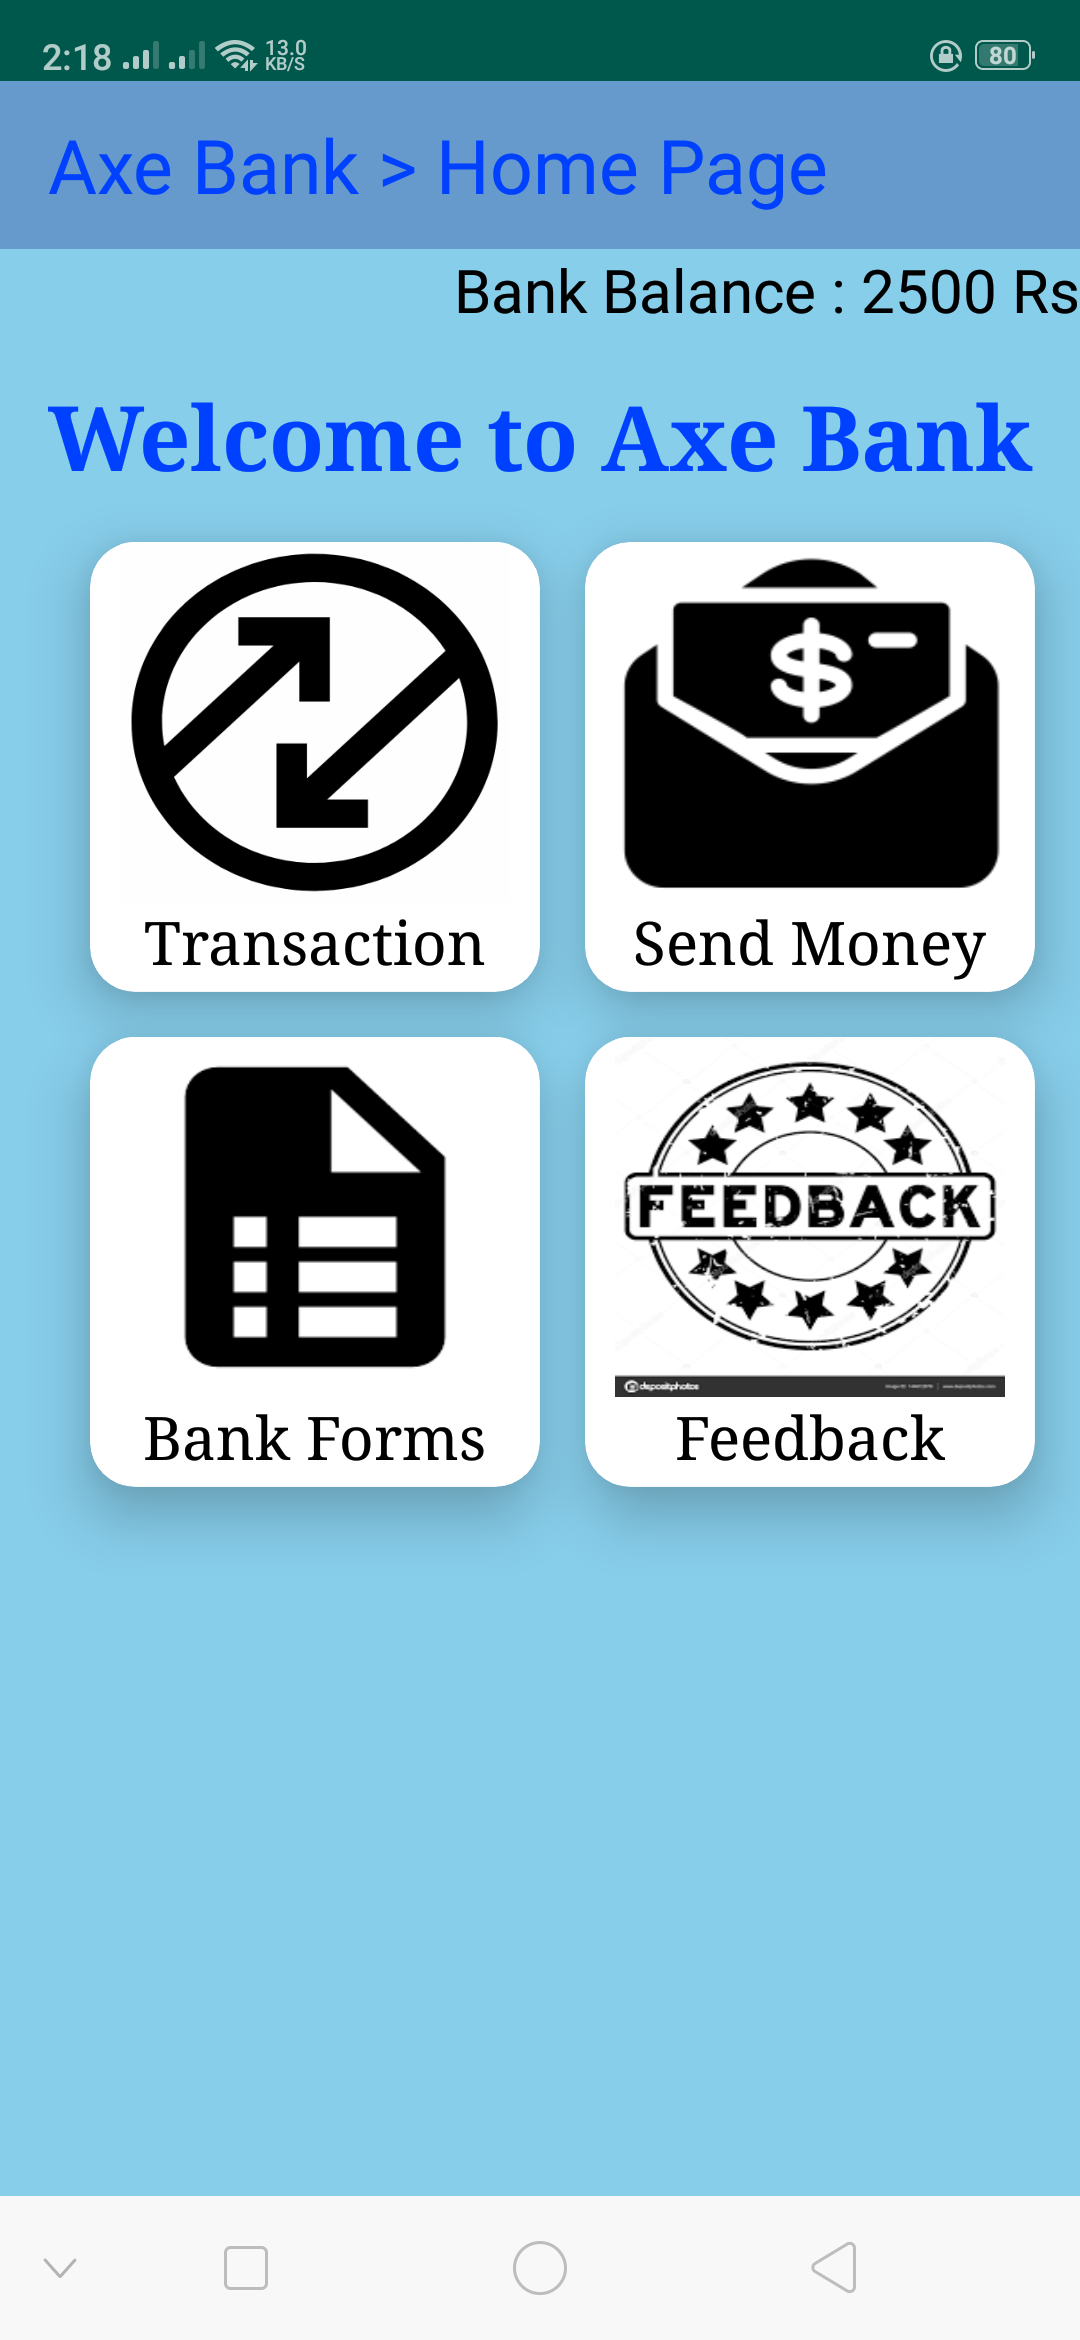 2:18 13.0 KB/S 80
Axe Bank > Home Page
Bank Balance : 2500 Rs
Welcome to Axe Bank
$
Transaction Send Money
FEEDBACK
depositphotos
Bank Forms Feedback